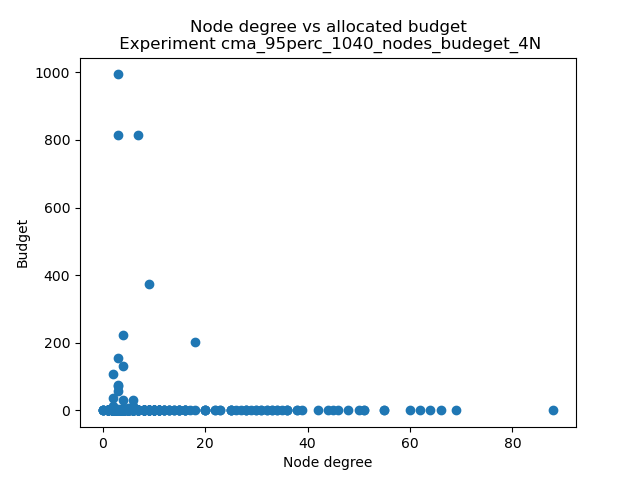 Node degree vs allocated budget
Experiment cma_95perc_1040_nodes_budeget_4N
1000
800
600
400
200
0
Budget
0 20 40 60 80
Node degree